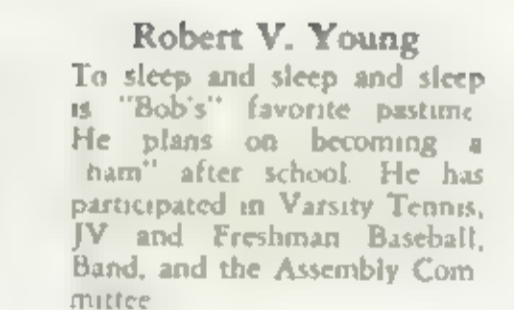 Robert V. Young
To sleep and sleep and sleep
is "Bob's" favorite pastime
He plans on becoming a
ham" after school. He has
participated in Varsity Tennis,
JV and Freshman Baseball,
Band, and the Assembly Com
mittee